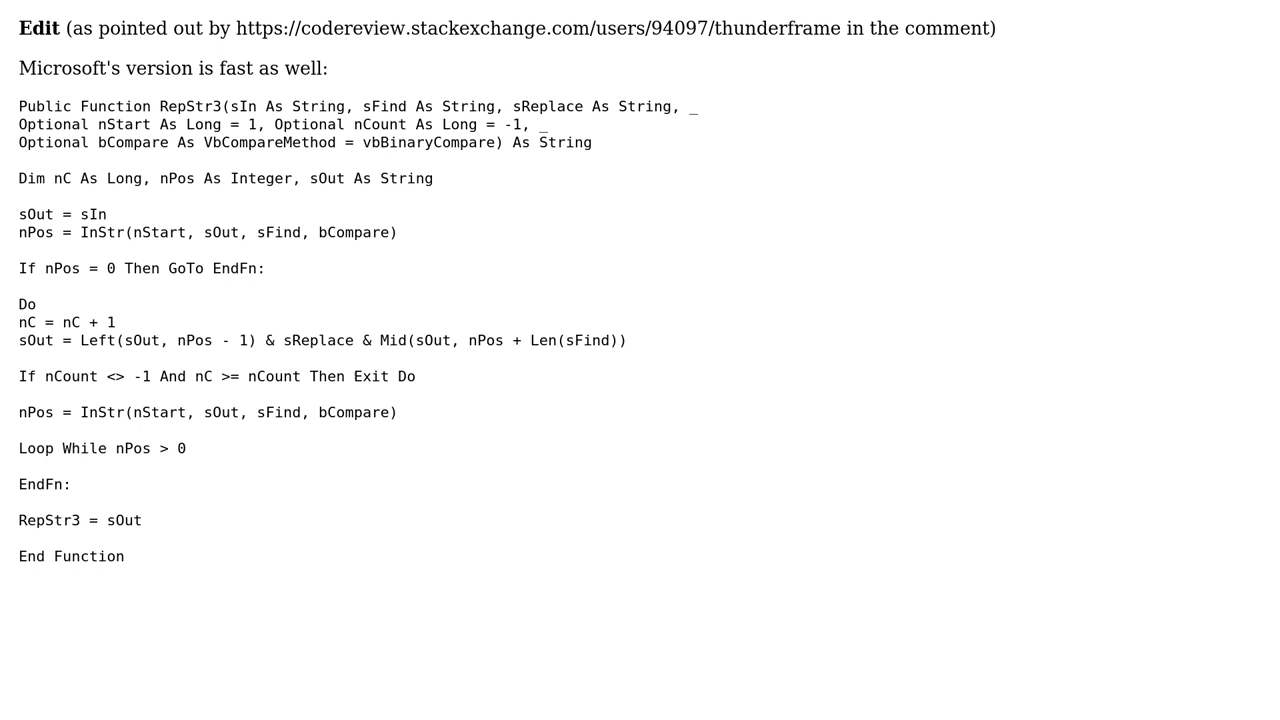 Edit (as pointed out by https://codereview.stackexchange.com/users/94097/thunderframe in the comment)
Microsoft's version is fast as well:
Public Function RepStr3(sIn As String, sFind As String, sReplace As String, _
Optional nStart As Long = 1, Optional nCount As Long = -1, _
Optional bCompare As VbCompareMethod = vbBinaryCompare) As String
Dim nC As Long, nPos As Integer, sOut As String
sOut = sIn
nPos = InStr(nStart, sOut, sFind, bCompare)
If nPos = 0 Then GoTo EndFn:
Do
nC = nC + 1
sOut = Left(sOut, nPos - 1) & sReplace & Mid(sOut, nPos + Len(sFind))
If nCount <> -1 And nC >= nCount Then Exit Do
nPos = InStr(nStart, sOut, sFind, bCompare)
Loop While nPos > 0
EndFn:
RepStr3 = sOut
End Function